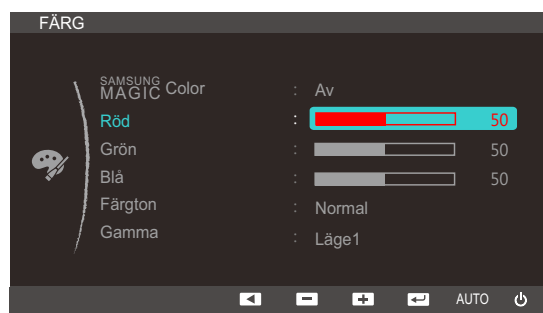 FÄRG
SAMSUNG MAGIC Color : Av
Röd : 50
Grön : 50
Blå : 50
Färgton : Normal
Gamma : Läge1
AUTO